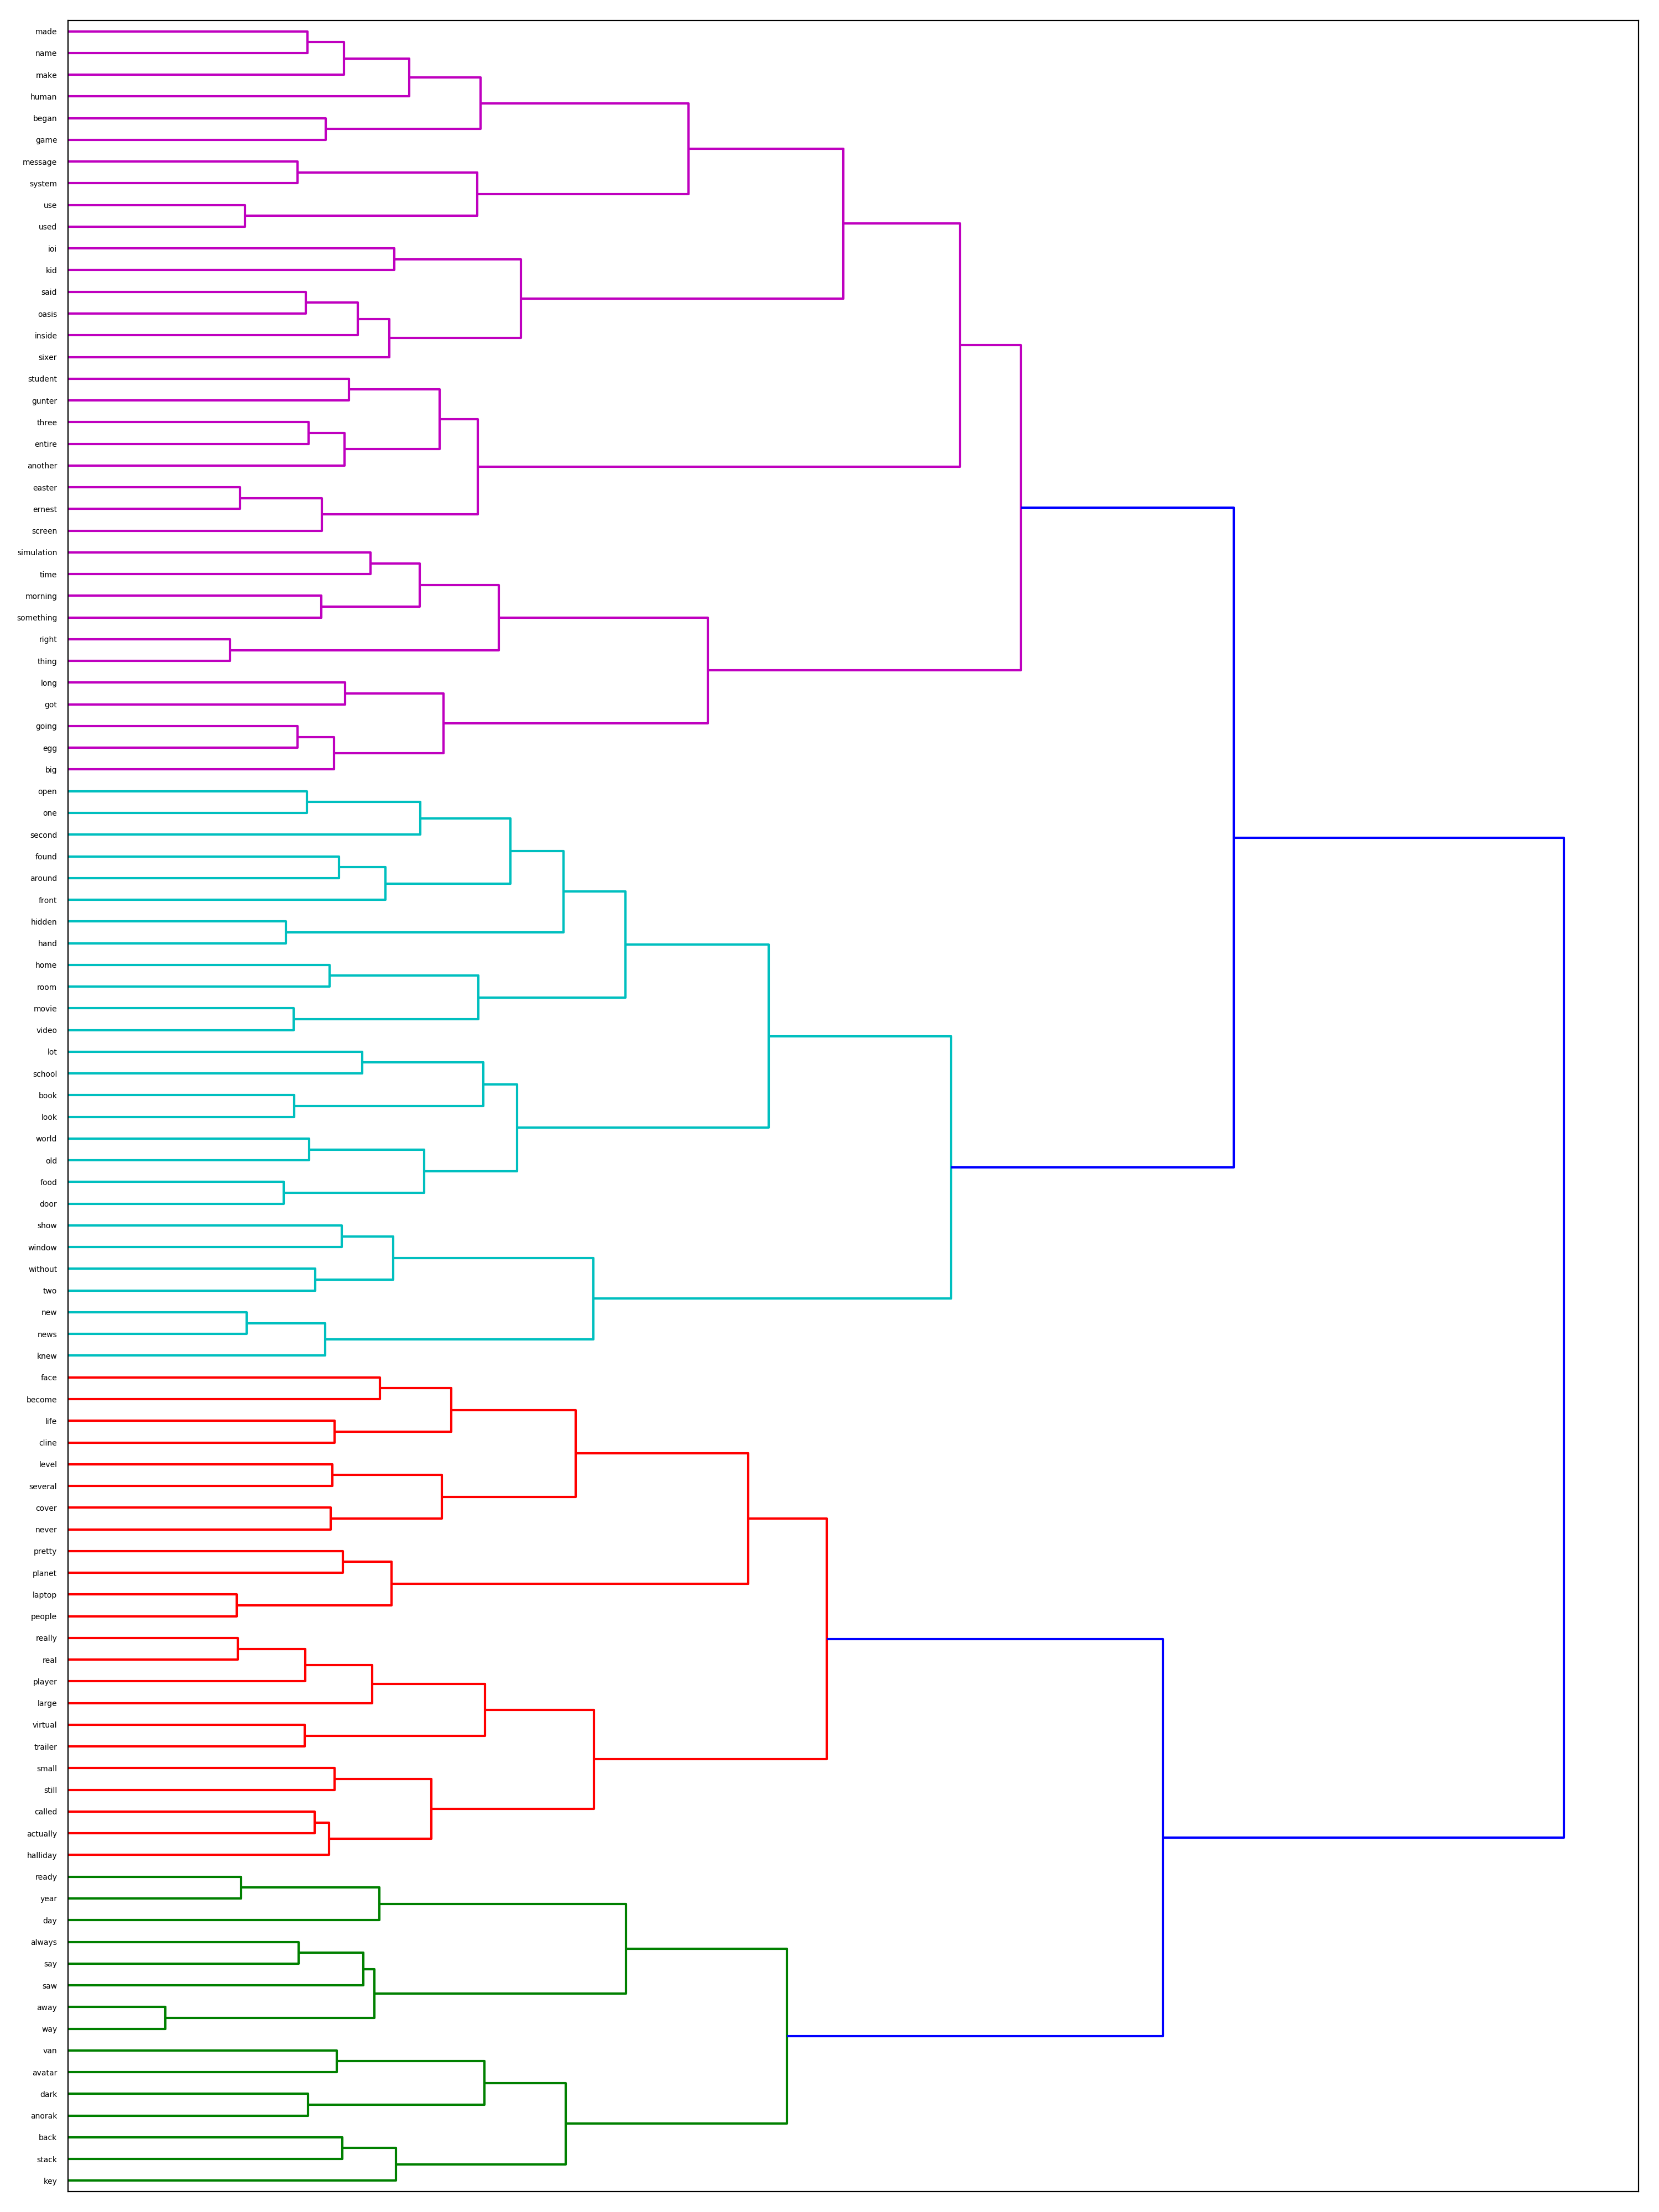 made
name
make
human
began
game
message
system
use
used
ioi
kid
said
oasis
inside
sixer
student
gunter
three
entire
another
easter
ernest
screen
simulation
time
morning
something
right
thing
long
got
going
egg
big
open
one
second
found
around
front
hidden
hand
home
room
movie
video
lot
school
book
look
world
old
food
door
show
window
without
two
new
news
knew
face
become
life
cline
level
several
cover
never
pretty
planet
laptop
people
really
real
player
large
virtual
trailer
small
still
called
actually
halliday
ready
year
day
always
say
saw
away
way
van
avatar
dark
anorak
back
stack
key